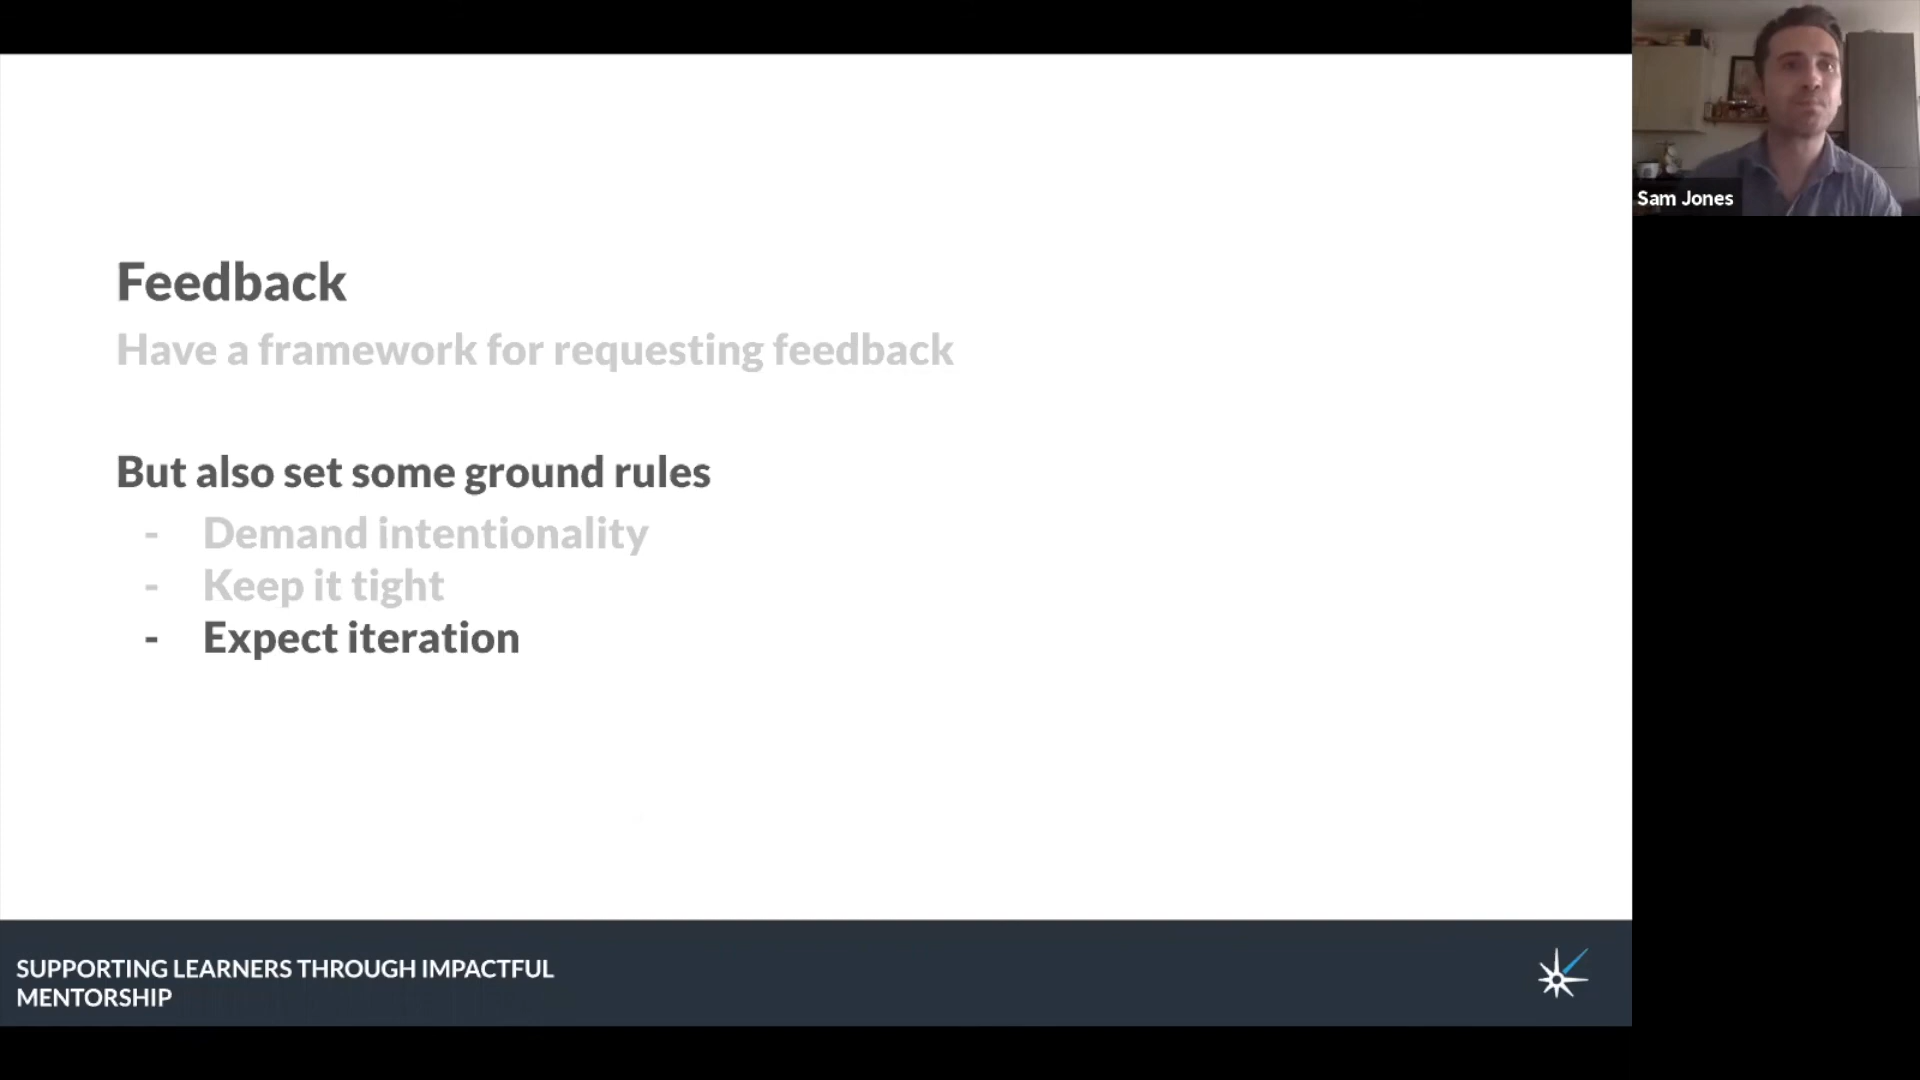 Feedback
Have a framework for requesting feedback
But also set some ground rules
- Demand intentionality
- Keep it tight
- Expect iteration
SUPPORTING LEARNERS THROUGH IMPACTFUL
MENTORSHIP
Sam Jones